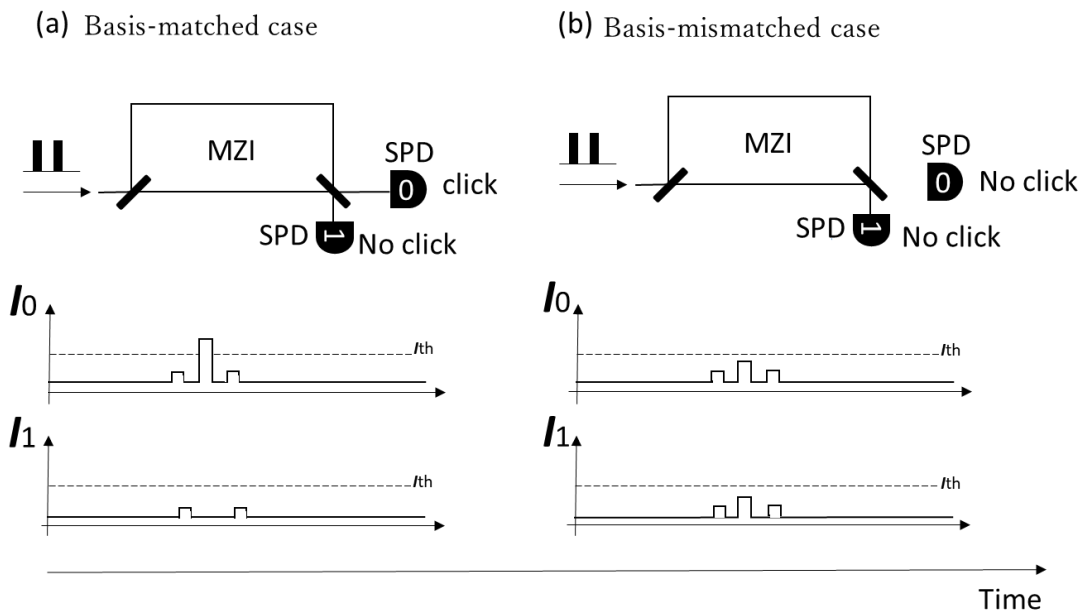 (a) Basis-matched case
(b) Basis-mismatched case
MZI
SPD
0
click
SPD
1
No click
MZI
SPD
0
No click
1
SPD
No click
I0
Ith
I1
Ith
I0
Ith
I1
Ith
Time